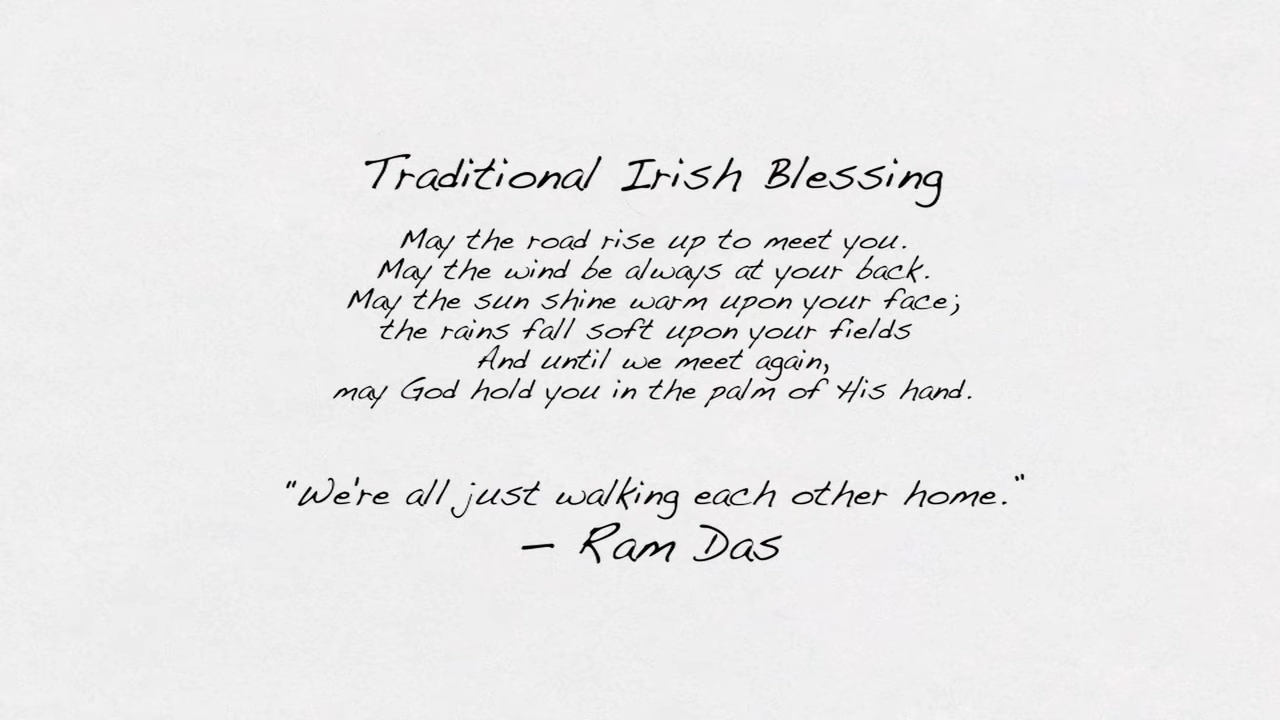 Traditional Irish Blessing
May the road rise up to meet you.
May the wind be always at your back.
May the sun shine warm upon your face;
the rains fall soft upon your fields
And until we meet again,
may God hold you in the palm of His hand.
"We're all just walking each other home."
– Ram Das